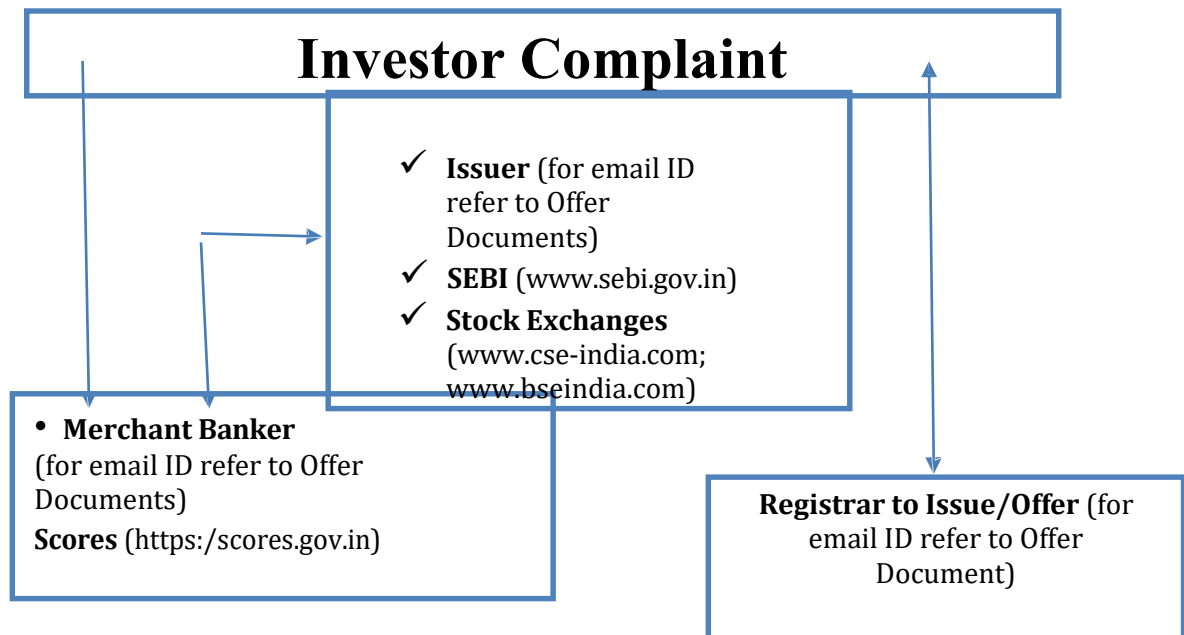 Investor Complaint
✓ Issuer (for email ID
refer to Offer
Documents)
✓ SEBI (www.sebi.gov.in)
✓ Stock Exchanges
(www.cse-india.com;
www.bseindia.com)
• Merchant Banker
(for email ID refer to Offer
Documents)
Scores (https:/scores.gov.in)
Registrar to Issue/Offer (for
email ID refer to Offer
Document)